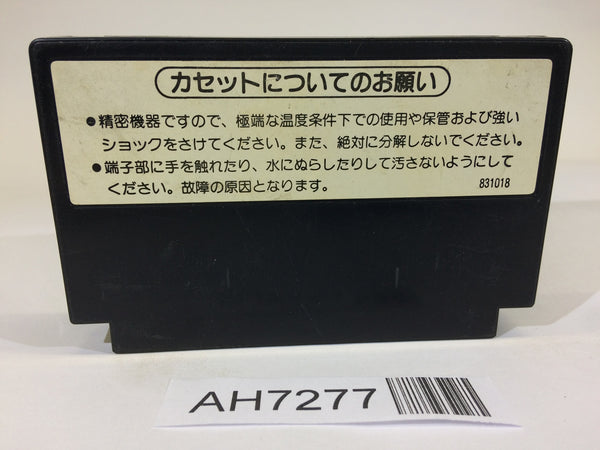 カセットについてのお願い
●精密機器ですので、極端な温度条件下での使用や保管および強い
ショックをさけてください。また、絶対に分解しないでください。
●端子部に手を触れたり、水にぬらしたりして汚さないようにして
ください。故障の原因となります。 831018
AH7277